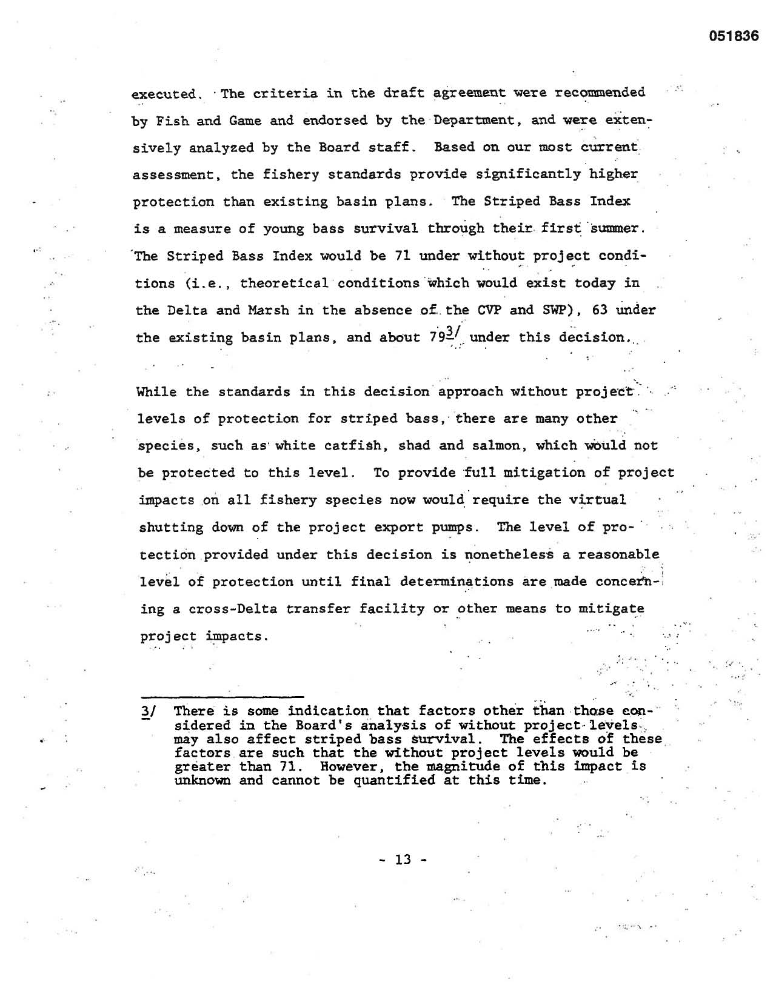 051836
executed. The criteria in the draft agreement were recommended
by Fish and Game and endorsed by the Department, and were exten-
sively analyzed by the Board staff. Based on our most current
assessment, the fishery standards provide significantly higher
protection than existing basin plans. The Striped Bass Index
is a measure of young bass survival through their first summer.
The Striped Bass Index would be 71 under without project condi-
tions (i.e., theoretical conditions which would exist today in
the Delta and Marsh in the absence of the CVP and SWP), 63 under
the existing basin plans, and about 79 3/ under this decision.
While the standards in this decision approach without project
levels of protection for striped bass, there are many other
species, such as white catfish, shad and salmon, which would not
be protected to this level. To provide full mitigation of project
impacts on all fishery species now would require the virtual
shutting down of the project export pumps. The level of pro-
tection provided under this decision is nonetheless a reasonable
level of protection until final determinations are made concern-
ing a cross-Delta transfer facility or other means to mitigate
project impacts.
3/ There is some indication that factors other than those con-
sidered in the Board's analysis of without project levels
may also affect striped bass survival. The effects of these
factors are such that the without project levels would be
greater than 71. However, the magnitude of this impact is
unknown and cannot be quantified at this time.
- 13 -